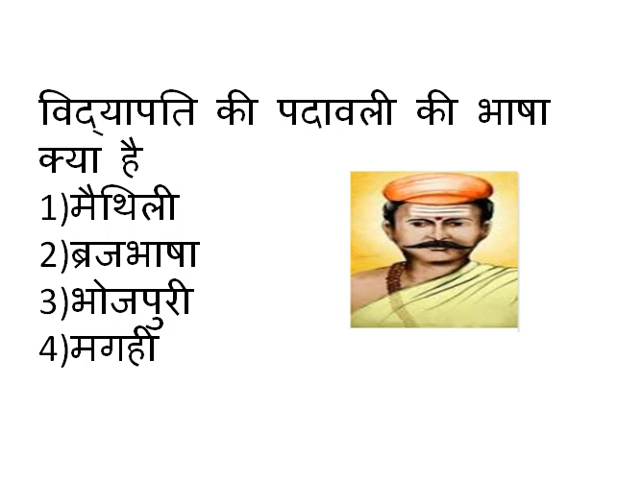 विद्यापति की पदावली की भाषा
क्या है
1)मैथिली
2)ब्रजभाषा
3)भोजपुरी
4)मगही